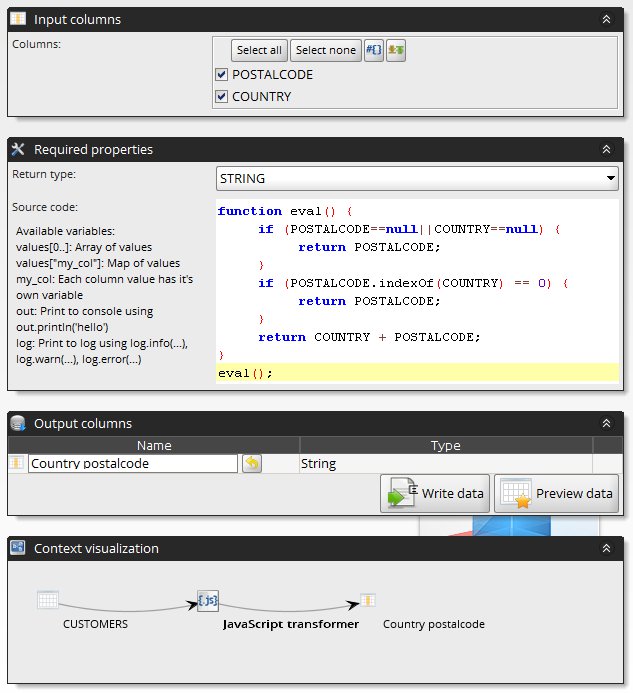 Input columns
Columns:
Select all
Select none
#{}
POSTALCODE
COUNTRY
Required properties
Return type:
STRING
Source code:
Available variables:
values[0..]: Array of values
values["my_col"]: Map of values
my_col: Each column value has it's
own variable
out: Print to console using
out.println('hello')
log: Print to log using log.info(...),
log.warn(...), log.error(...)
function eval() {
if (POSTALCODE==null||COUNTRY==null) {
return POSTALCODE;
}
if (POSTALCODE.indexOf(COUNTRY) == 0) {
return POSTALCODE;
}
return COUNTRY + POSTALCODE;
}
eval();
Output columns
Name
Type
Country postalcode
String
Write data
Preview data
Context visualization
{.js}
CUSTOMERS
JavaScript transformer
Country postalcode